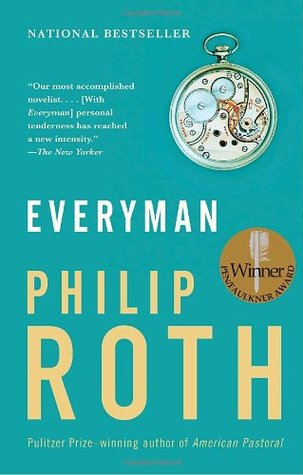 NATIONAL BESTSELLER
“Our most accomplished
novelist. . . . [With
Everyman] personal
tenderness has reached
a new intensity.”
—The New Yorker
EVERYMAN
Winner
PEN/FAULKNER AWARD
PHILIP
ROTH
Pulitzer Prize–winning author of American Pastoral